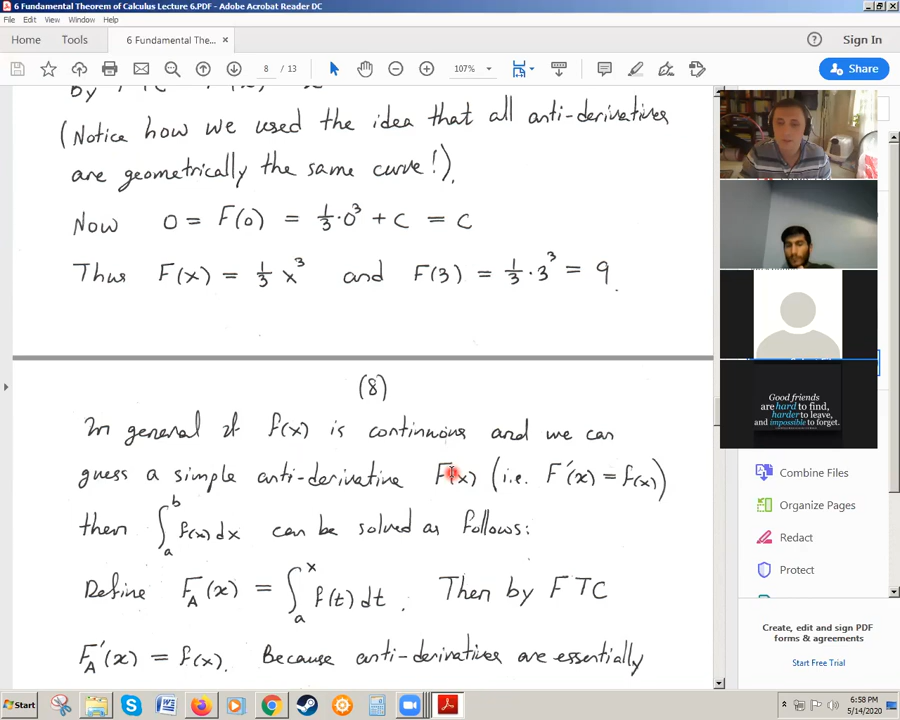 6 Fundamental Theorem of Calculus Lecture 6.PDF - Adobe Acrobat Reader DC
File Edit View Window Help
Home Tools 6 Fundamental The... × Sign In
8 / 13 107% Share
(Notice how we used the idea that all anti-derivatives
are geometrically the same curve!).
Now 0 = F(0) = 1/3·0³ + C = C
Thus F(x) = 1/3 x³ and F(3) = 1/3·3³ = 9.
(8)
In general if f(x) is continuous and we can
guess a simple anti-derivative F(x) (i.e. F'(x) = f(x))
then ∫_a^b f(x)dx can be solved as follows:
Define F_A(x) = ∫_a^x f(t)dt. Then by FTC
F_A'(x) = f(x). Because anti-derivatives are essentially
Good friends
are hard to find,
harder to leave,
and impossible to forget.
Combine Files
Organize Pages
Redact
Protect
Create, edit and sign PDF
forms & agreements
Start Free Trial
Start
6:58 PM
5/14/2020